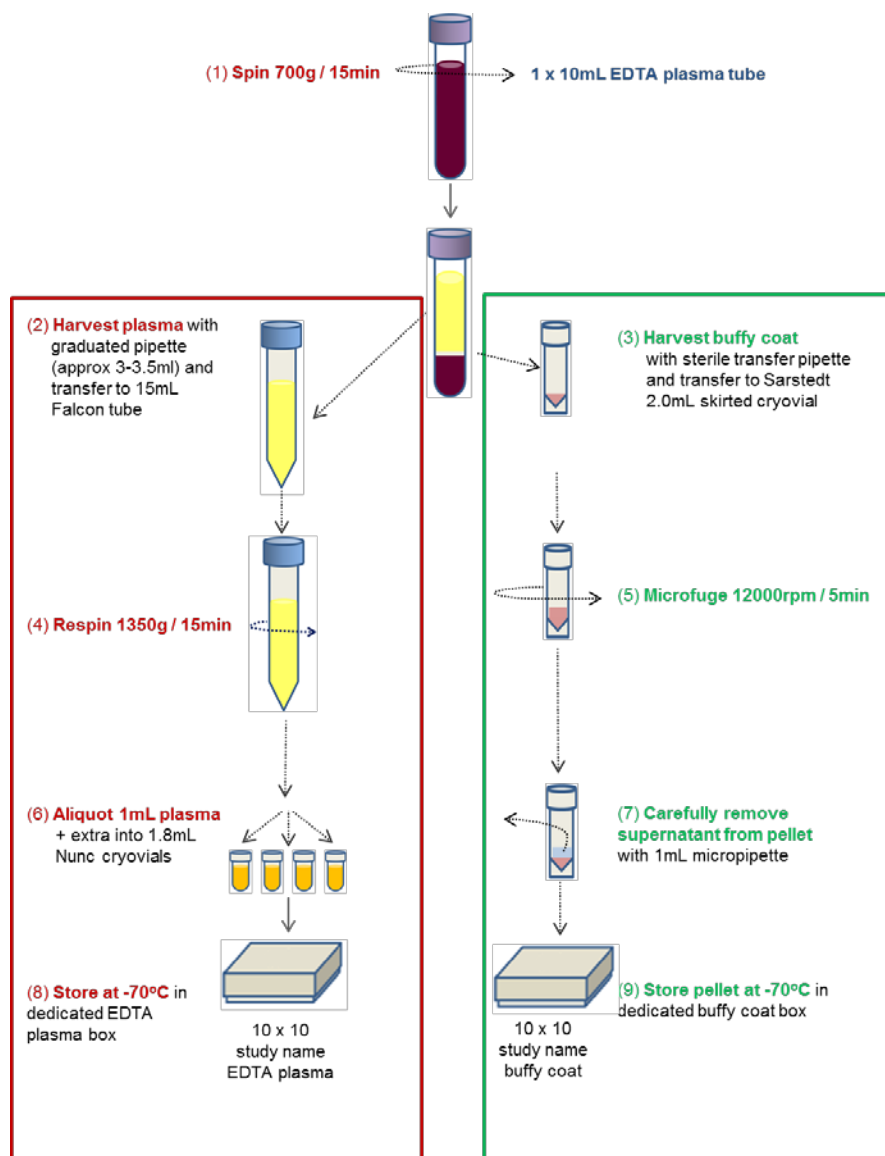 (1) Spin 700g / 15min
1 x 10mL EDTA plasma tube
(2) Harvest plasma with
graduated pipette
(approx 3-3.5ml) and
transfer to 15mL
Falcon tube
(3) Harvest buffy coat
with sterile transfer pipette
and transfer to Sarstedt
2.0mL skirted cryovial
(4) Respin 1350g / 15min
(5) Microfuge 12000rpm / 5min
(6) Aliquot 1mL plasma
+ extra into 1.8mL
Nunc cryovials
(7) Carefully remove
supernatant from pellet
with 1mL micropipette
(8) Store at -70ºC in
dedicated EDTA
plasma box
10 x 10
study name
EDTA plasma
(9) Store pellet at -70ºC in
dedicated buffy coat box
10 x 10
study name
buffy coat